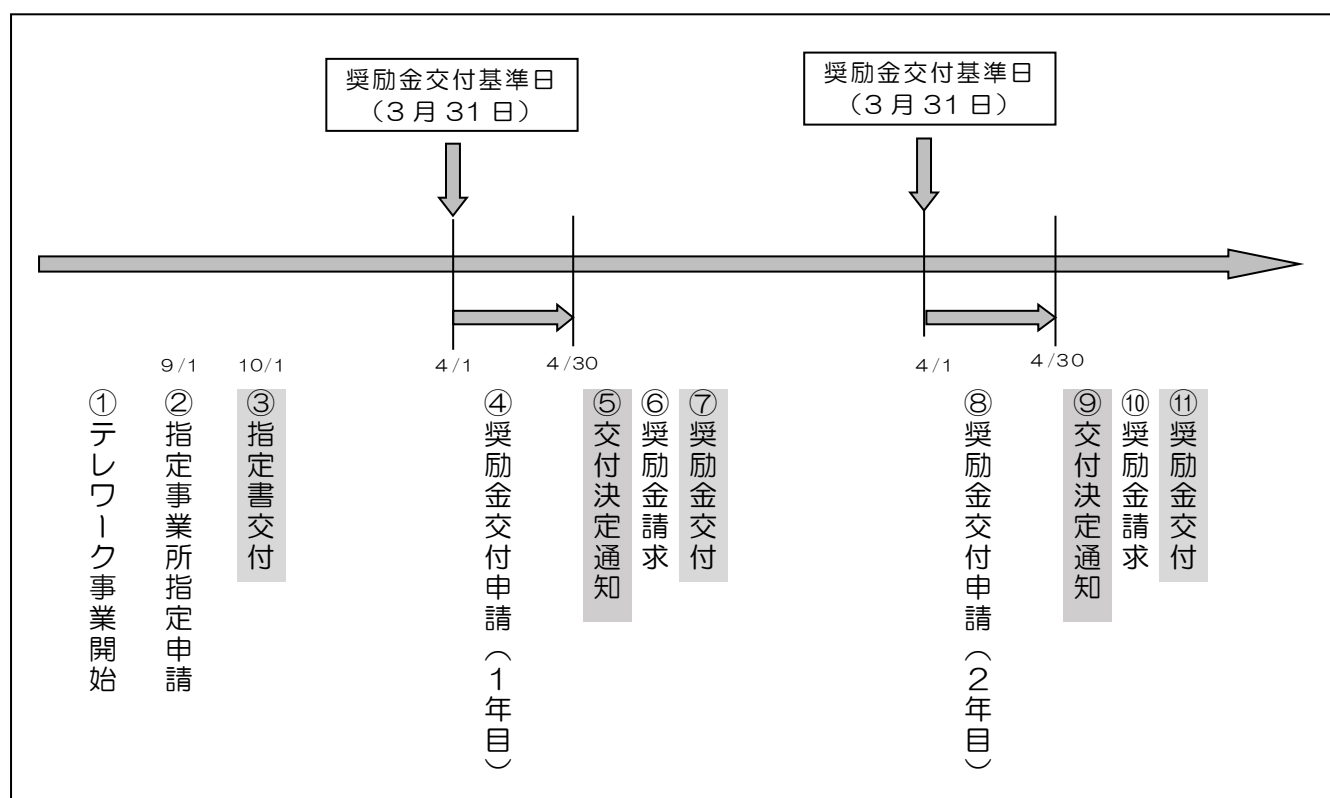 奨励金交付基準日
(3月31日)
奨励金交付基準日
(3月31日)
9/1
10/1
4/1
4/30
4/1
4/30
①テレワーク事業開始
②指定事業所指定申請
③指定書交付
④奨励金交付申請(1年目)
⑤交付決定通知
⑥奨励金請求
⑦奨励金交付
⑧奨励金交付申請(2年目)
⑨交付決定通知
⑩奨励金請求
⑪奨励金交付